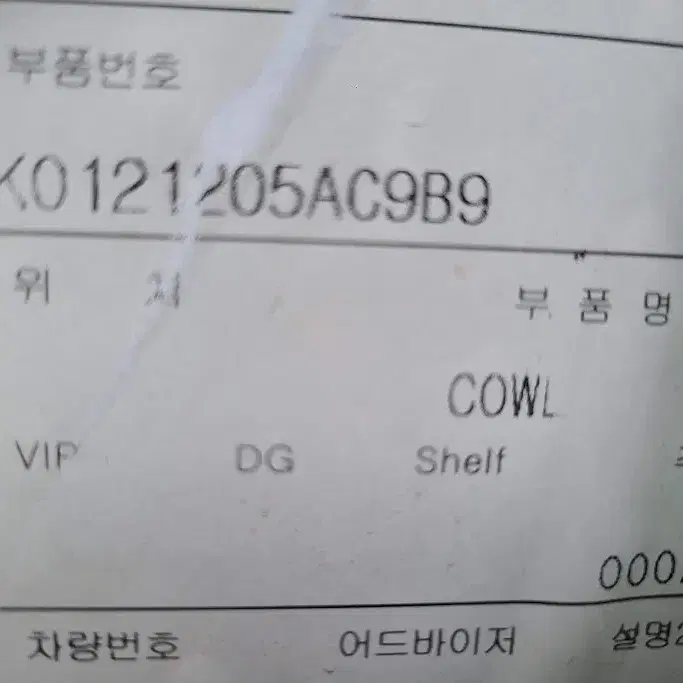 부품번호
K0121205AC9B9
위 치 부 품 명
COWL
VIP DG Shelf
000
차량번호 어드바이저 설명2